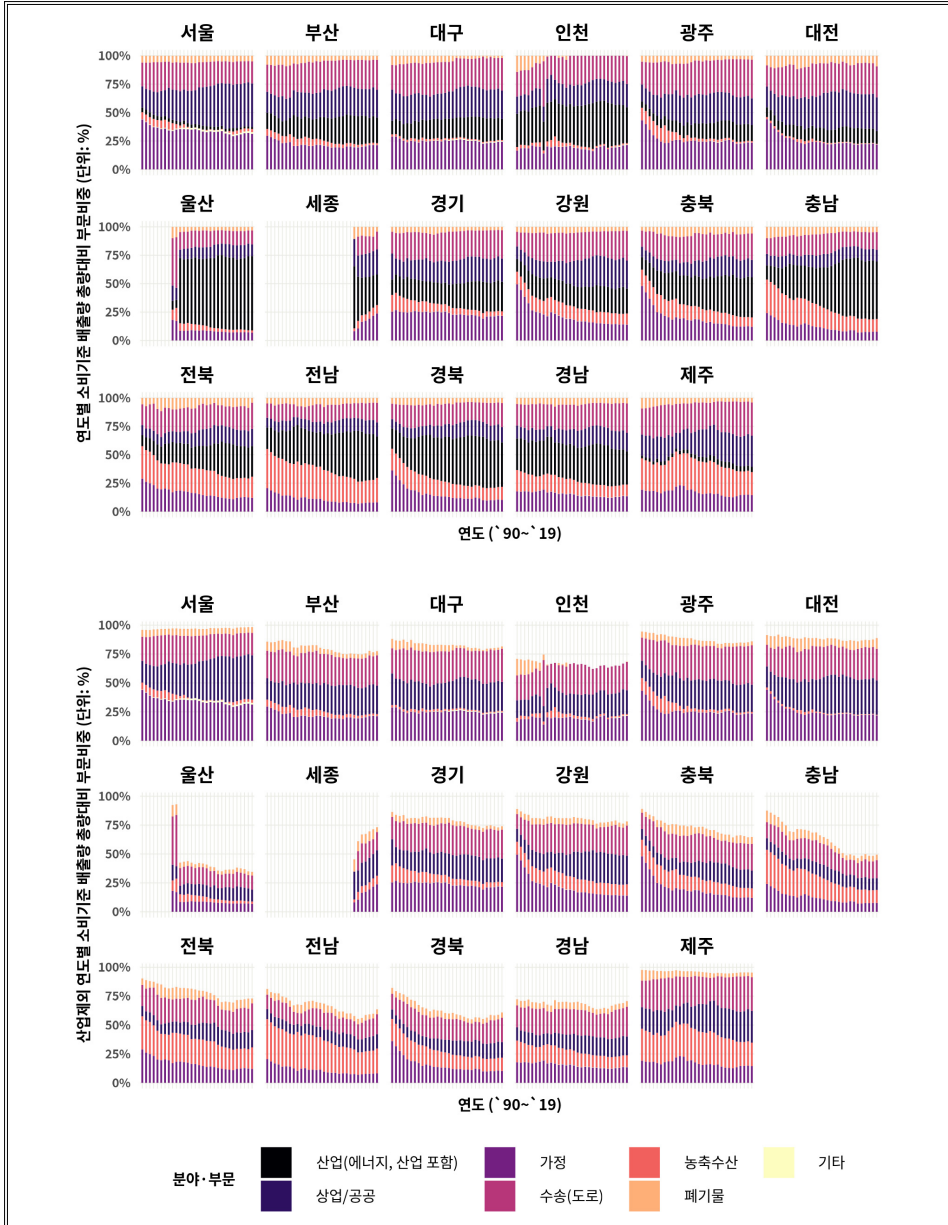 서울 부산 대구 인천 광주 대전
100%
75%
50%
25%
0%
울산 세종 경기 강원 충북 충남
100%
75%
50%
25%
0%
전북 전남 경북 경남 제주
100%
75%
50%
25%
0%
연도별 소비기준 배출량 총량대비 부문비중 (단위: %)
연도 (`90~`19)
서울 부산 대구 인천 광주 대전
100%
75%
50%
25%
0%
울산 세종 경기 강원 충북 충남
100%
75%
50%
25%
0%
전북 전남 경북 경남 제주
100%
75%
50%
25%
0%
산업제외 연도별 소비기준 배출량 총량대비 부문비중 (단위: %)
연도 (`90~`19)
분야·부문
산업(에너지, 산업 포함) 가정 농축수산 기타
상업/공공 수송(도로) 폐기물